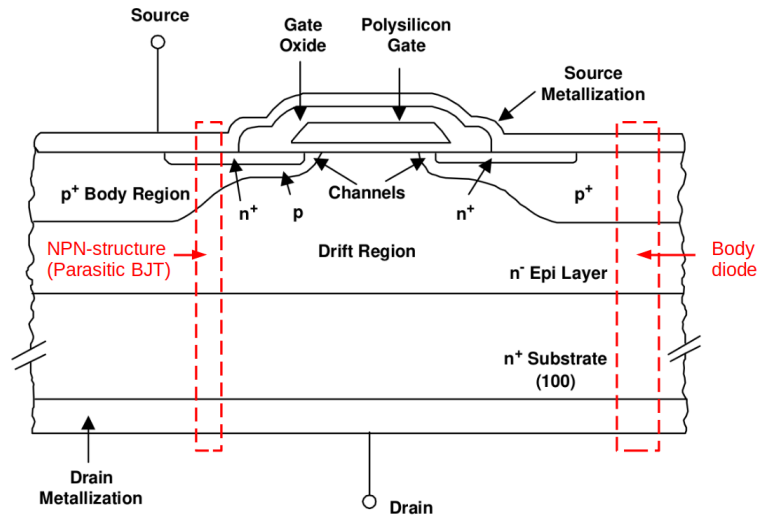 Source
Gate
Oxide
Polysilicon
Gate
Source
Metallization
p+ Body Region
n+
p
Channels
n+
p+
NPN-structure
(Parasitic BJT)
Drift Region
n- Epi Layer
Body
diode
n+ Substrate
(100)
Drain
Metallization
Drain